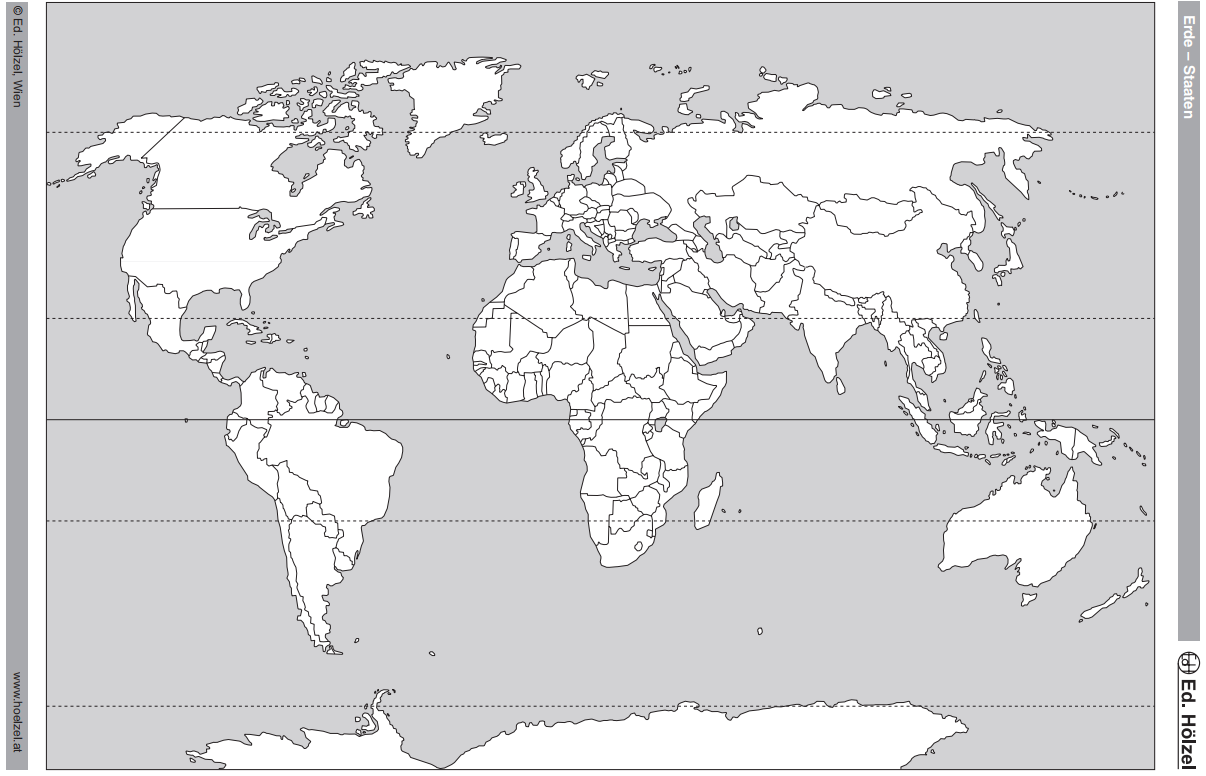 © Ed. Hölzel, Wien
www.hoelzel.at
Erde – Staaten
Ed. Hölzel